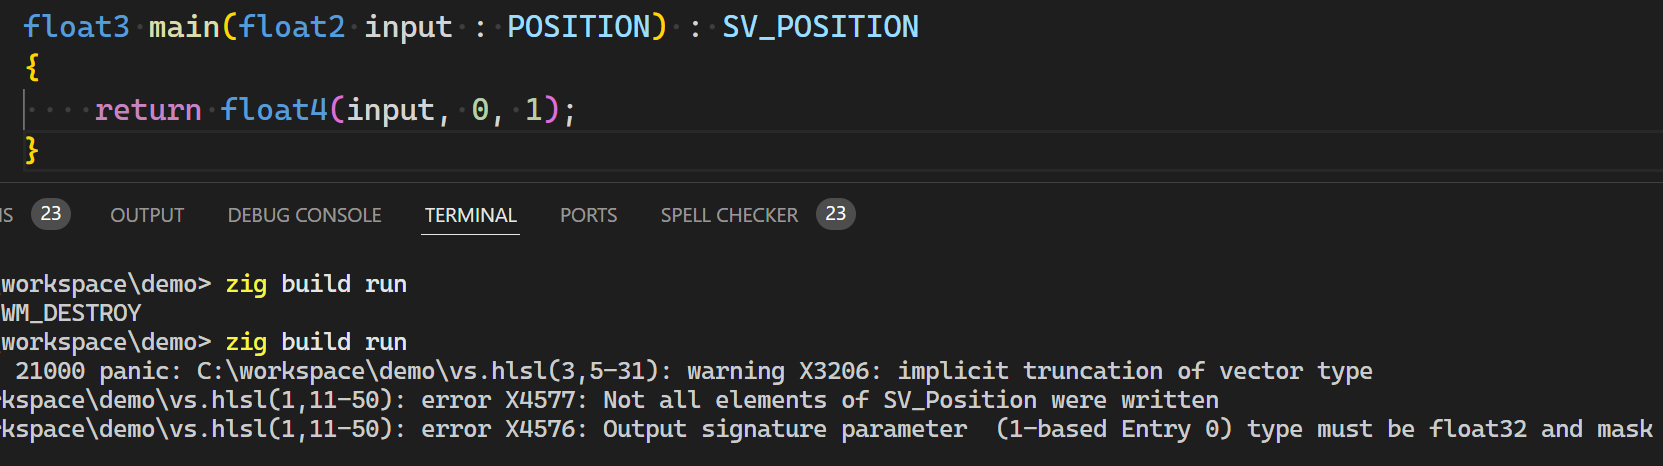 float3 main(float2 input : POSITION) : SV_POSITION
{
    return float4(input, 0, 1);
}
NS 23 OUTPUT DEBUG CONSOLE TERMINAL PORTS SPELL CHECKER 23
workspace\demo> zig build run
WM_DESTROY
workspace\demo> zig build run
21000 panic: C:\workspace\demo\vs.hlsl(3,5-31): warning X3206: implicit truncation of vector type
kspace\demo\vs.hlsl(1,11-50): error X4577: Not all elements of SV_Position were written
kspace\demo\vs.hlsl(1,11-50): error X4576: Output signature parameter  (1-based Entry 0) type must be float32 and mask